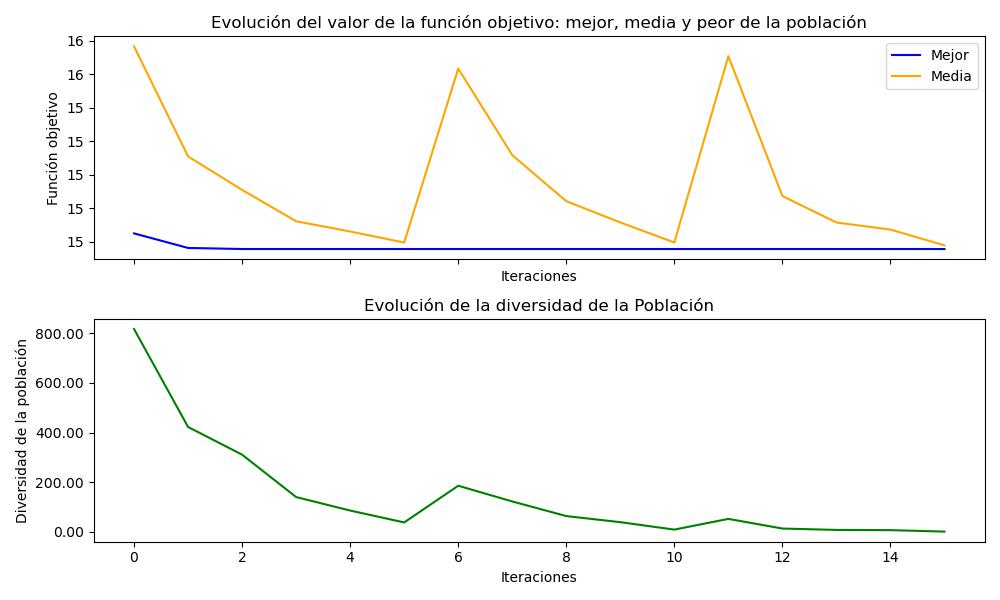 Evolución del valor de la función objetivo: mejor, media y peor de la población
16
16
15
15
15
15
15
Función objetivo
Mejor
Media
Iteraciones
Evolución de la diversidad de la Población
800.00
600.00
400.00
200.00
0.00
Diversidad de la población
0 2 4 6 8 10 12 14
Iteraciones